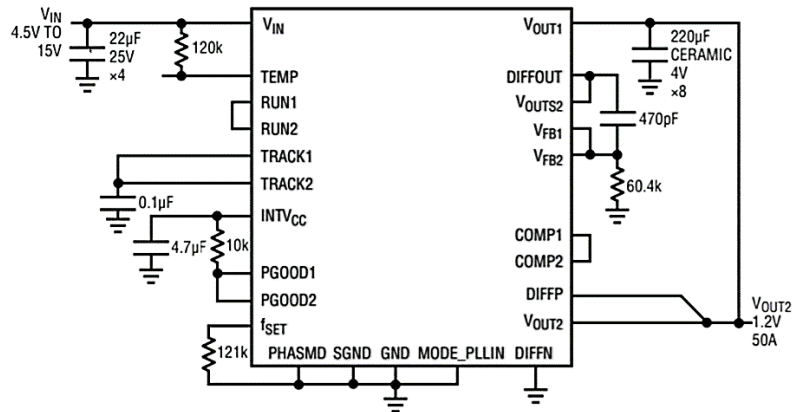 VIN
4.5V TO
15V
22µF
25V
×4
120k
VIN
TEMP
RUN1
RUN2
TRACK1
TRACK2
0.1µF
INTVCC
4.7µF
10k
PGOOD1
PGOOD2
fSET
121k
PHASMD
SGND
GND
MODE_PLLIN
DIFFN
VOUT1
220µF
CERAMIC
4V
×8
DIFFOUT
VOUTS2
470pF
VFB1
VFB2
60.4k
COMP1
COMP2
DIFFP
VOUT2
VOUT2
1.2V
50A